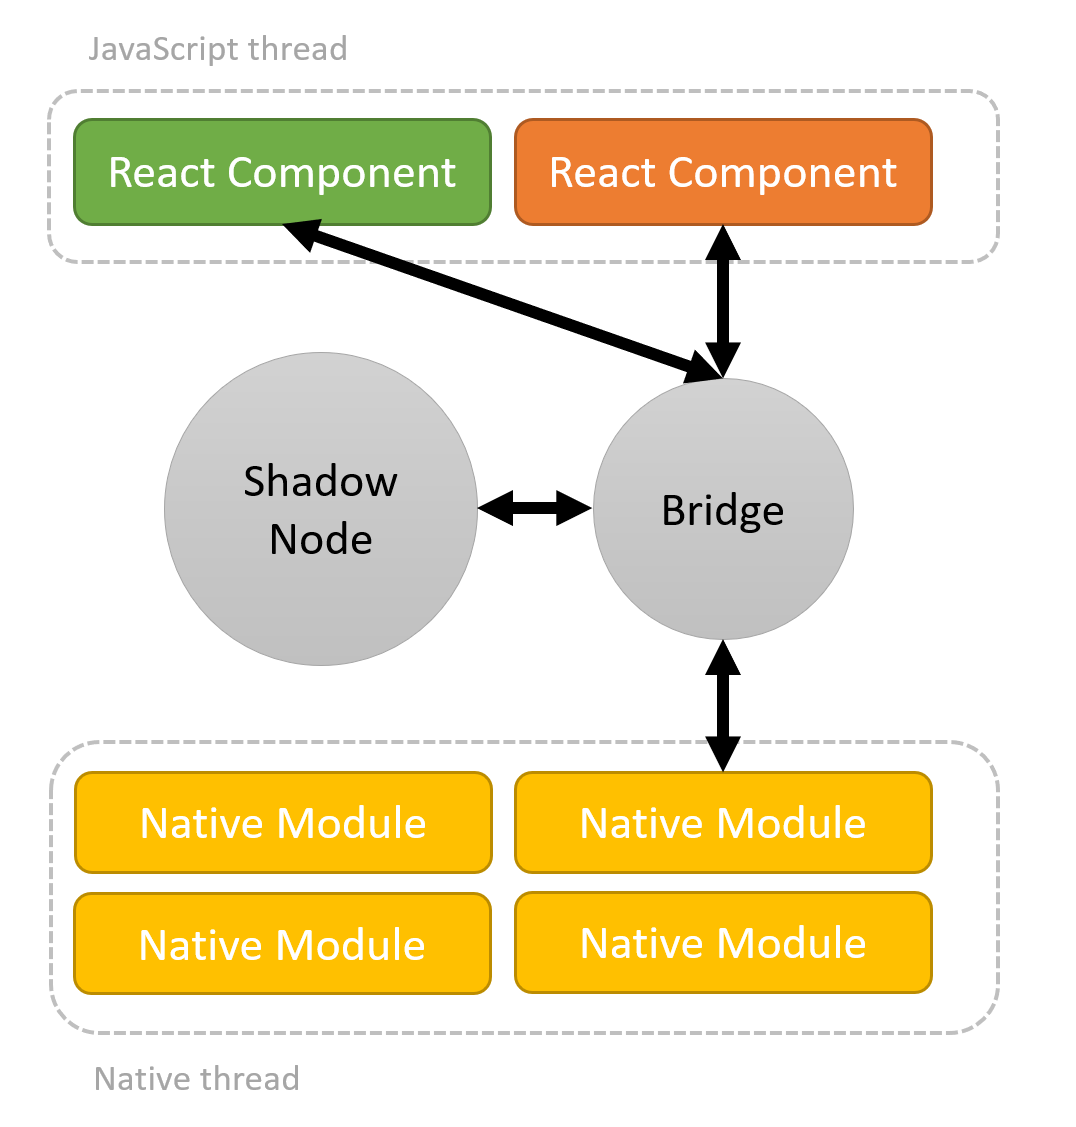 JavaScript thread
React Component
React Component
Shadow
Node
Bridge
Native Module
Native Module
Native Module
Native Module
Native thread